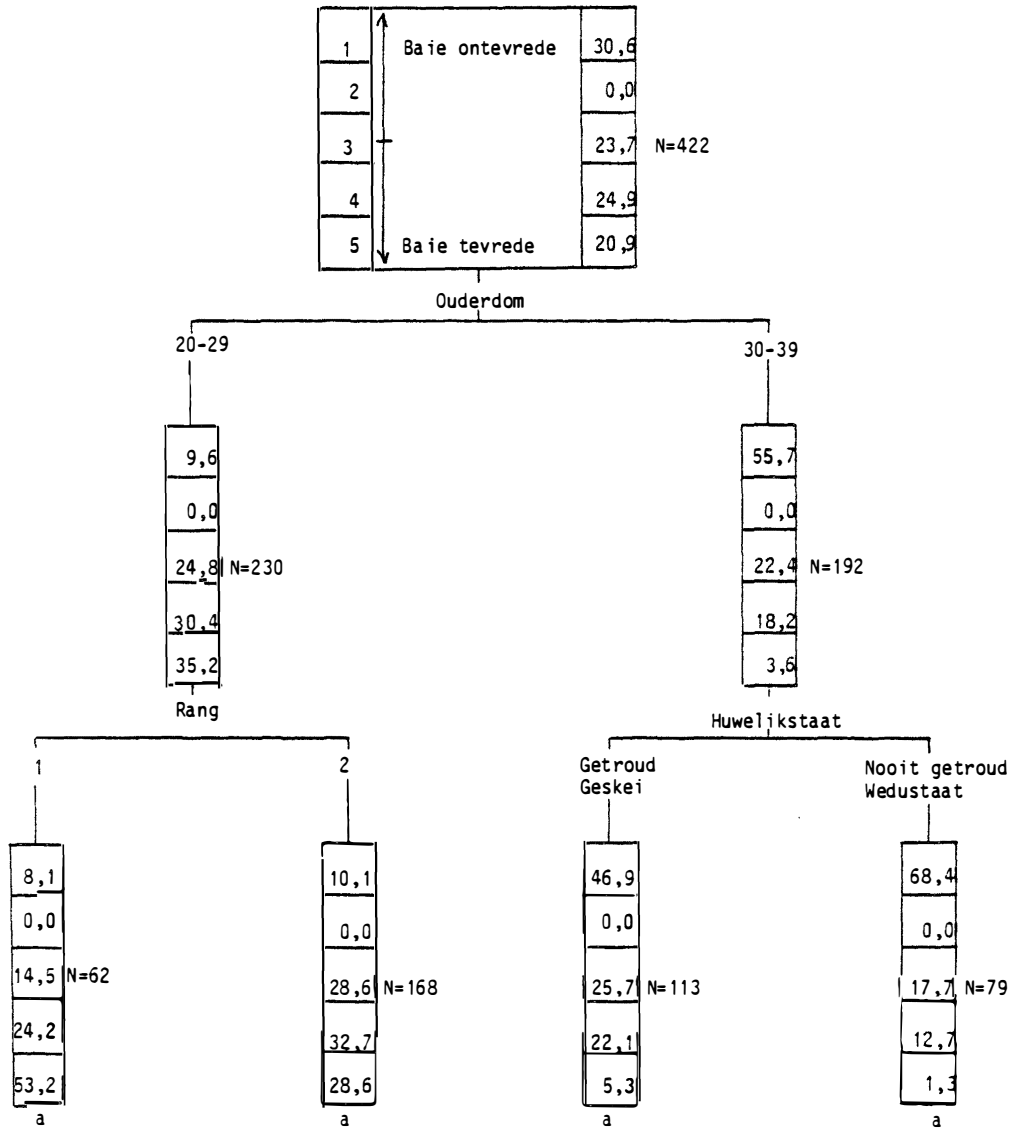 1 Baie ontevrede 30,6
2 0,0
3 23,7 N=422
4 24,9
5 Baie tevrede 20,9
Ouderdom
20-29 30-39
9,6 55,7
0,0 0,0
24,8 N=230 22,4 N=192
30,4 18,2
35,2 3,6
Rang Huwelikstaat
1 2 Getroud Nooit getroud
Geskei Wedustaat
8,1 10,1 46,9 68,4
0,0 0,0 0,0 0,0
14,5 N=62 28,6 N=168 25,7 N=113 17,7 N=79
24,2 32,7 22,1 12,7
53,2 28,6 5,3 1,3
a a a a